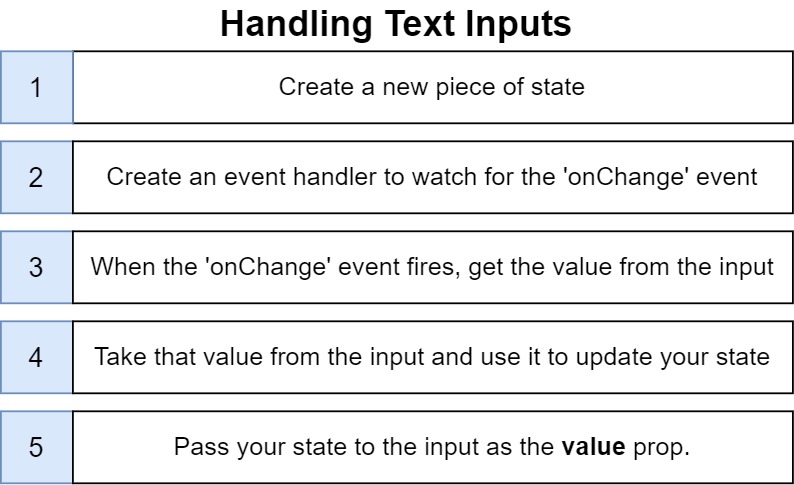 Handling Text Inputs
1 Create a new piece of state
2 Create an event handler to watch for the 'onChange' event
3 When the 'onChange' event fires, get the value from the input
4 Take that value from the input and use it to update your state
5 Pass your state to the input as the value prop.